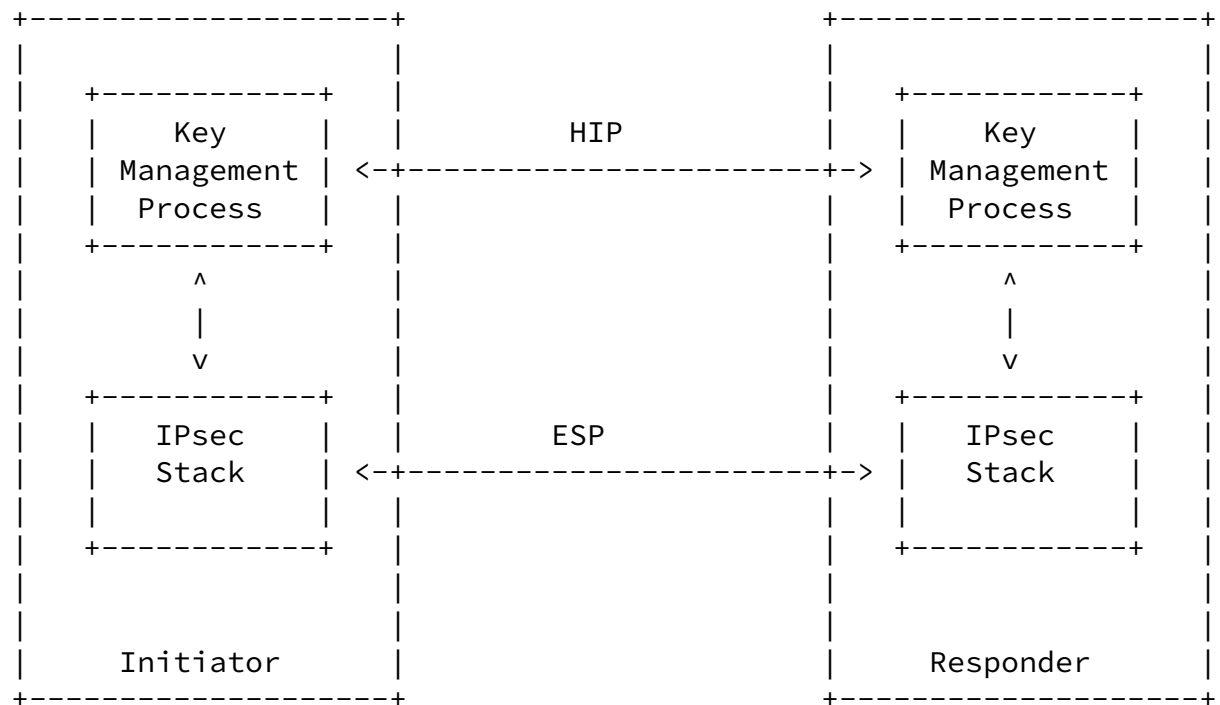 Key HIP Key
Management Management
Process Process
IPsec ESP IPsec
Stack Stack
Initiator Responder